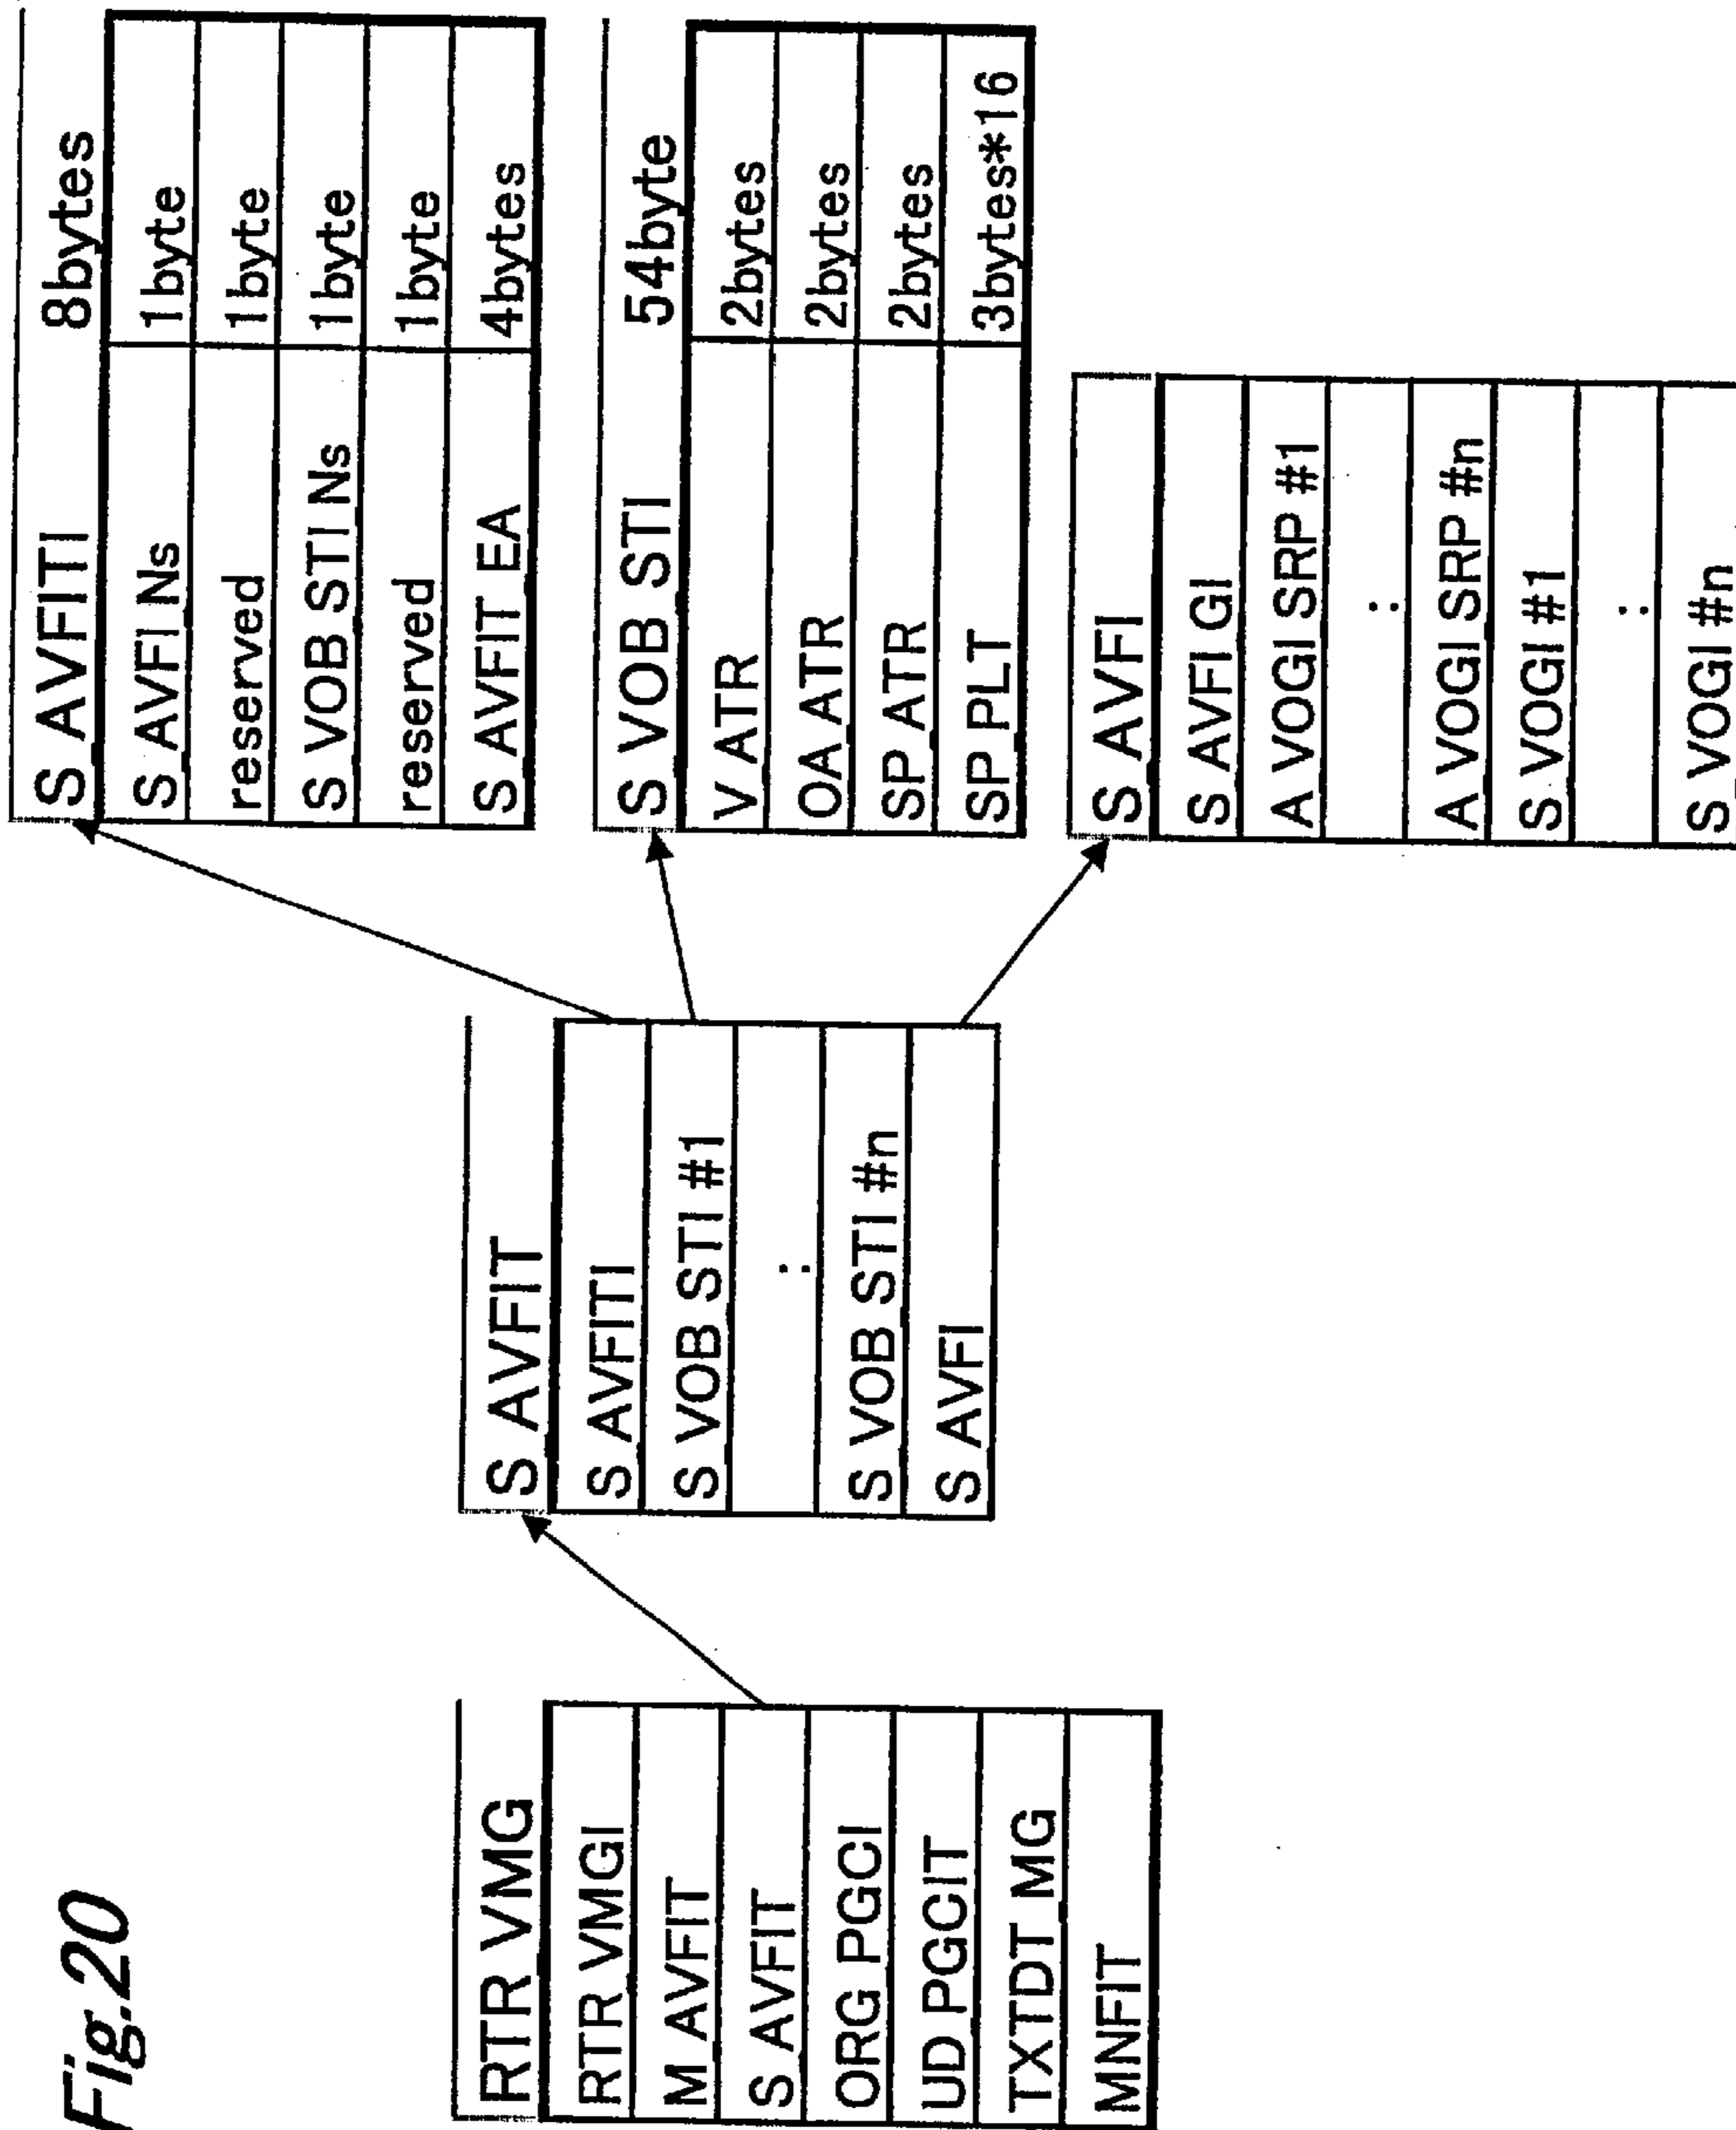 Fig.20
RTR VMG
RTR VMGI
M AVFIT
S AVFIT
ORG PGCI
UD PGCIT
TXTDT_MG
MNFIT
S AVFIT
S AVFITI
S VOB STI #1
:
S VOB STI #n
S AVFI
S AVFITI 8bytes
S_AVFI Ns 1byte
reserved 1byte
S VOB STI Ns 1byte
reserved 1byte
S AVFIT EA 4bytes
S VOB STI 54byte
V ATR 2bytes
OA ATR 2bytes
SP ATR 2bytes
SP PLT 3bytes*16
S AVFI
S AVFI GI
A VOGI SRP #1
:
A VOGI SRP #n
S VOGI #1
:
S VOGI #n